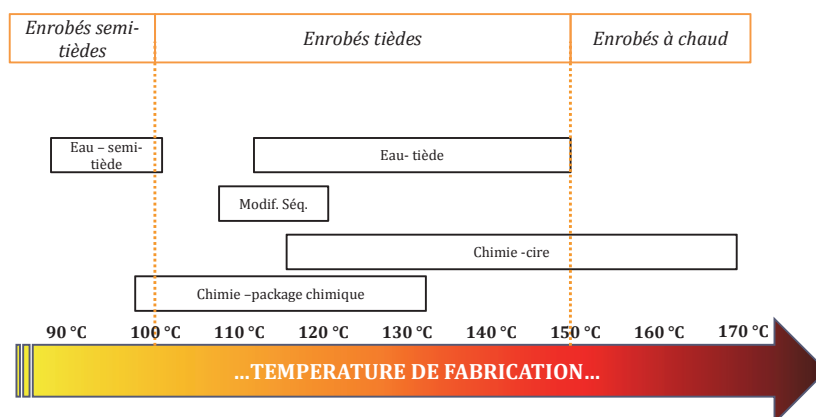 Enrobés semi-
tièdes
Enrobés tièdes
Enrobés à chaud
Eau – semi-
tiède
Eau- tiède
Modif. Séq.
Chimie -cire
Chimie –package chimique
90 °C 100 °C 110 °C 120 °C 130 °C 140 °C 150 °C 160 °C 170 °C
...TEMPERATURE DE FABRICATION...